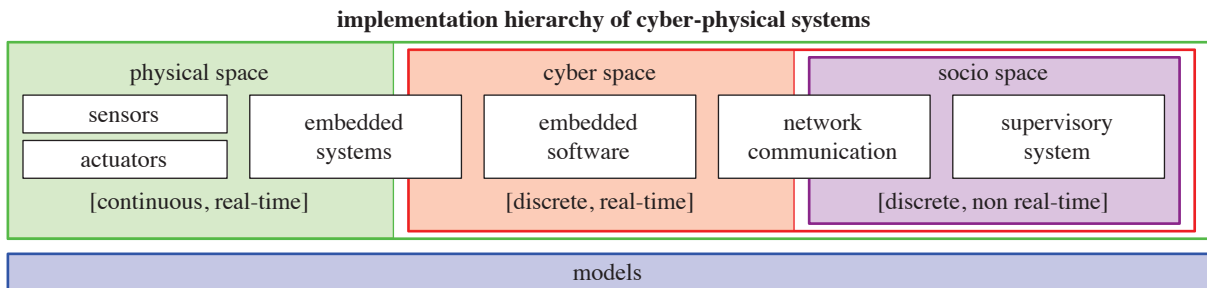 implementation hierarchy of cyber-physical systems
physical space
cyber space
socio space
sensors
actuators
embedded
systems
embedded
software
network
communication
supervisory
system
[continuous, real-time]
[discrete, real-time]
[discrete, non real-time]
models